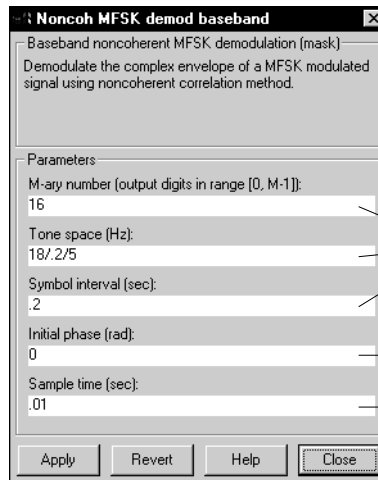 Noncoh MFSK demod baseband
Baseband noncoherent MFSK demodulation (mask)
Demodulate the complex envelope of a MFSK modulated
signal using noncoherent correlation method.
Parameters
M-ary number (output digits in range [0, M-1]):
16
Tone space (Hz):
18/.2/5
Symbol interval (sec):
.2
Initial phase (rad):
0
Sample time (sec):
.01
Apply Revert Help Close